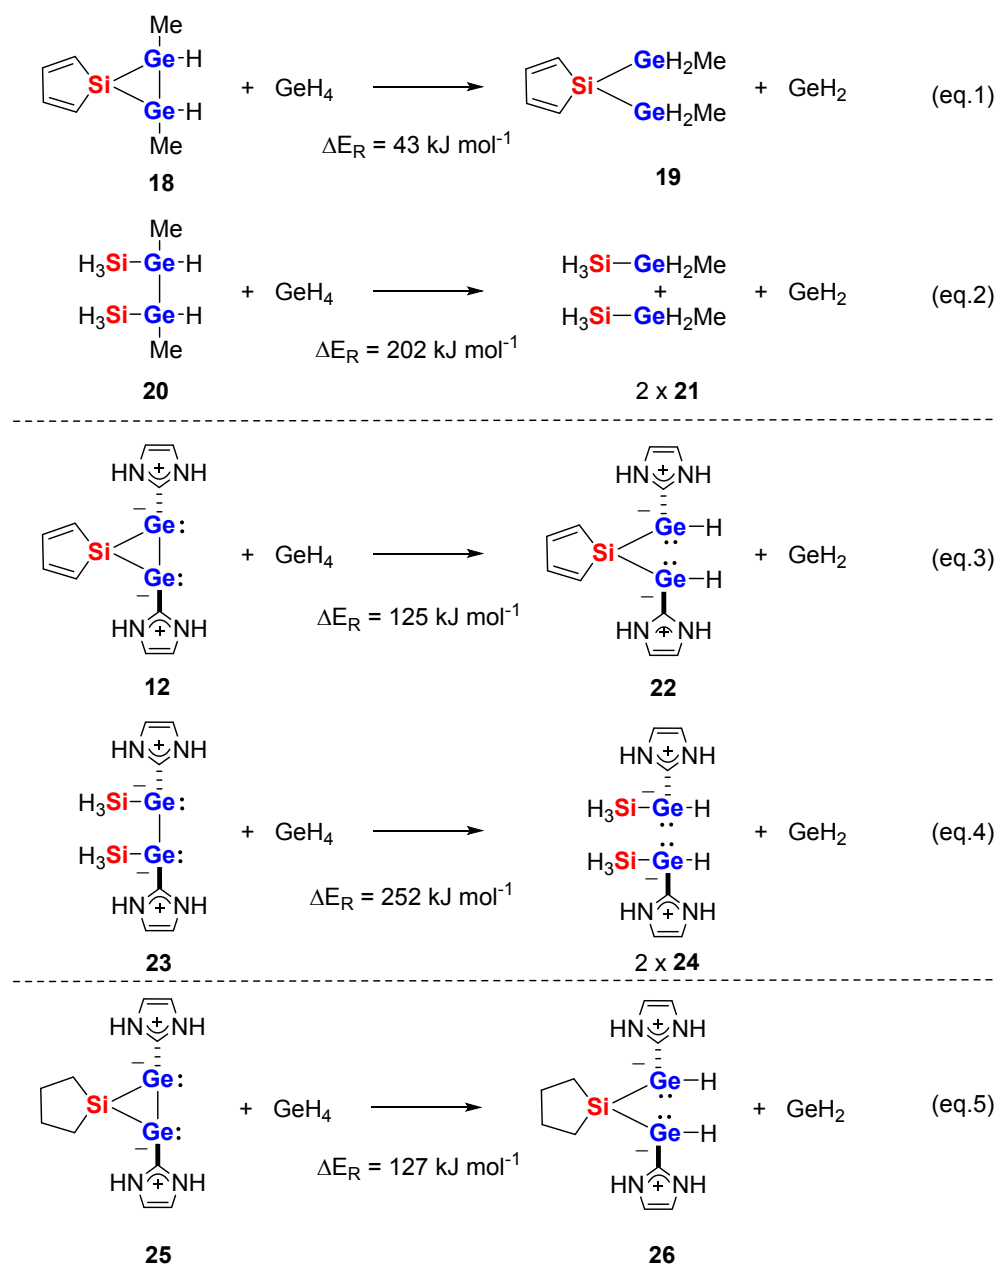 Me
Ge-H
Si + GeH4 Si GeH2Me + GeH2 (eq.1)
Ge-H GeH2Me
Me ΔER = 43 kJ mol-1
18 19
Me
H3Si-Ge-H H3Si-GeH2Me
+ GeH4 + + GeH2 (eq.2)
H3Si-Ge-H H3Si-GeH2Me
Me ΔER = 202 kJ mol-1
20 2 x 21
HN + NH HN + NH
− Ge: − Ge-H
Si + GeH4 Si + GeH2 (eq.3)
− Ge: − Ge-H
ΔER = 125 kJ mol-1
HN + NH HN + NH
12 22
HN + NH HN + NH
H3Si-Ge: − H3Si-Ge-H −
+ GeH4 + GeH2 (eq.4)
H3Si-Ge: − H3Si-Ge-H −
ΔER = 252 kJ mol-1
HN + NH HN + NH
23 2 x 24
HN + NH HN + NH
− Ge: − Ge-H
Si + GeH4 Si + GeH2 (eq.5)
− Ge: − Ge-H
ΔER = 127 kJ mol-1
HN + NH HN + NH
25 26